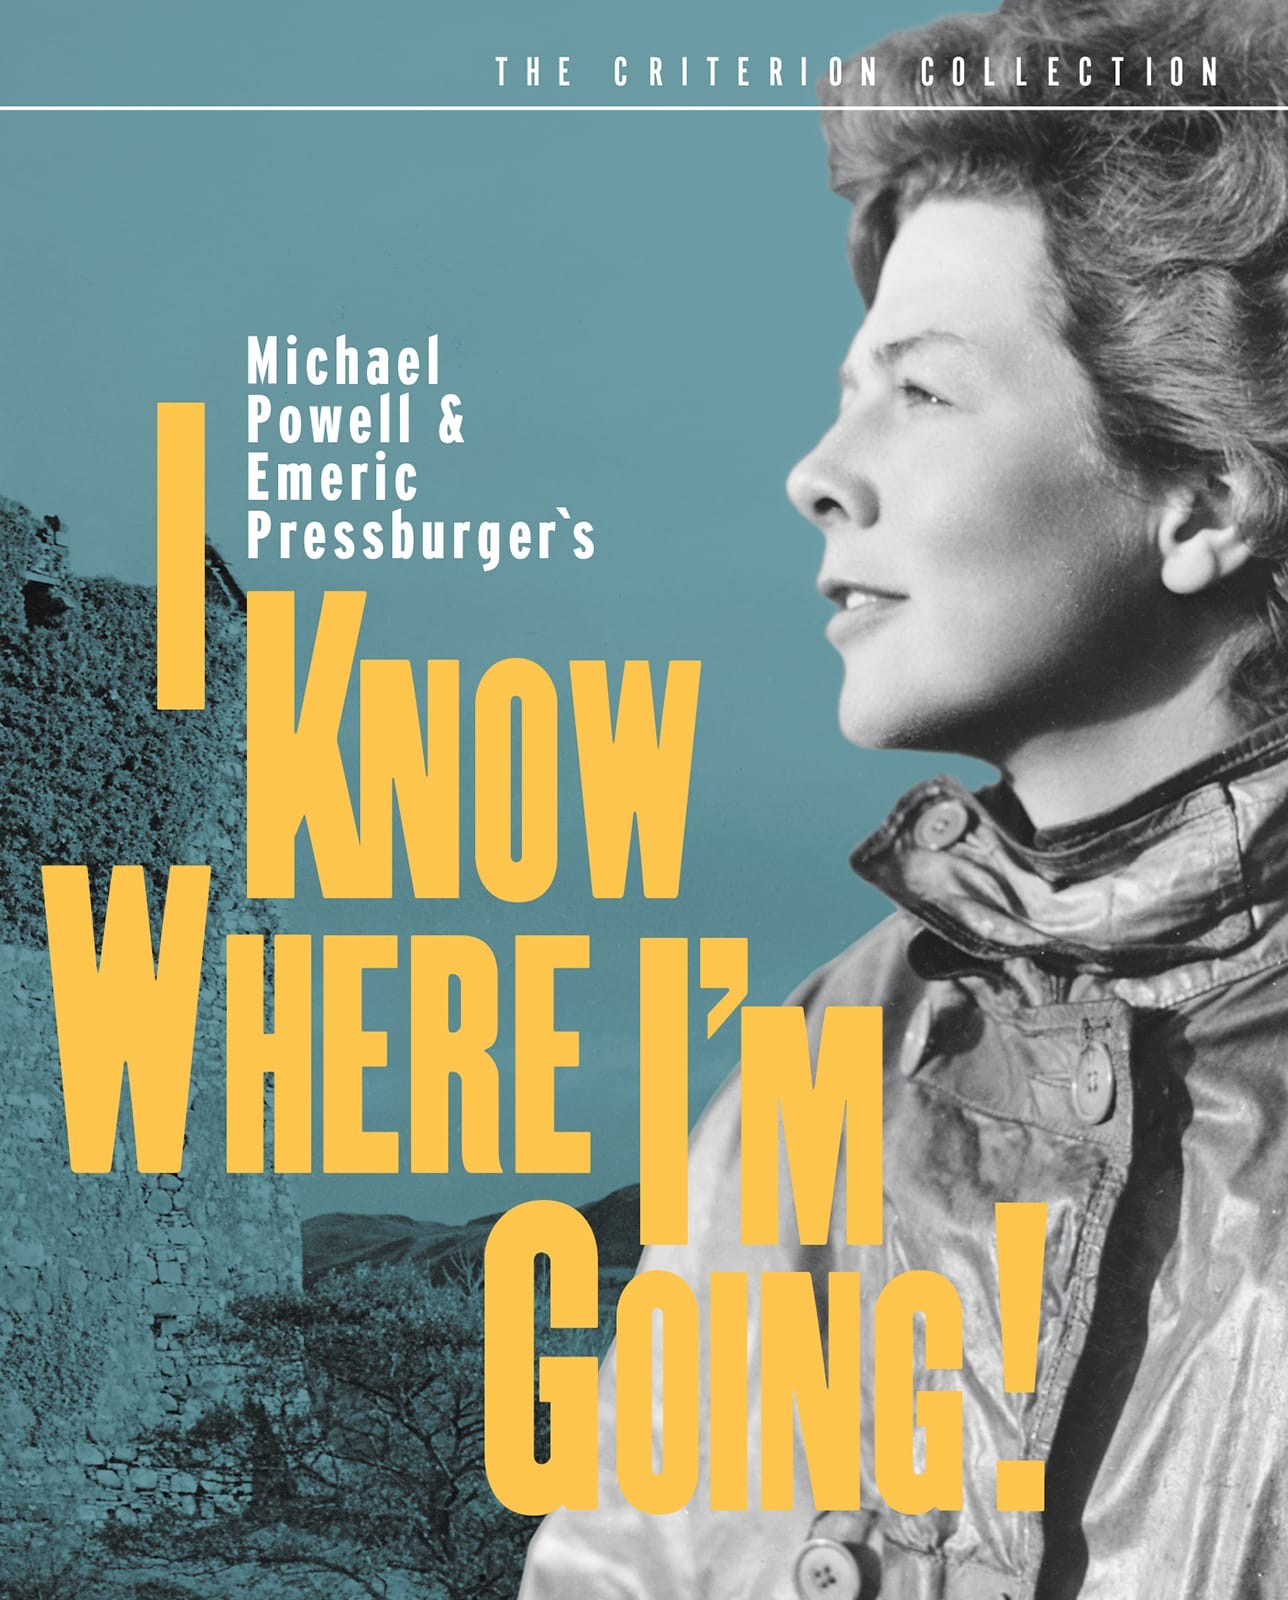 THE CRITERION COLLECTION
Michael
Powell &
Emeric
Pressburger`s
I
KNOW
WHERE I'M
GOING!